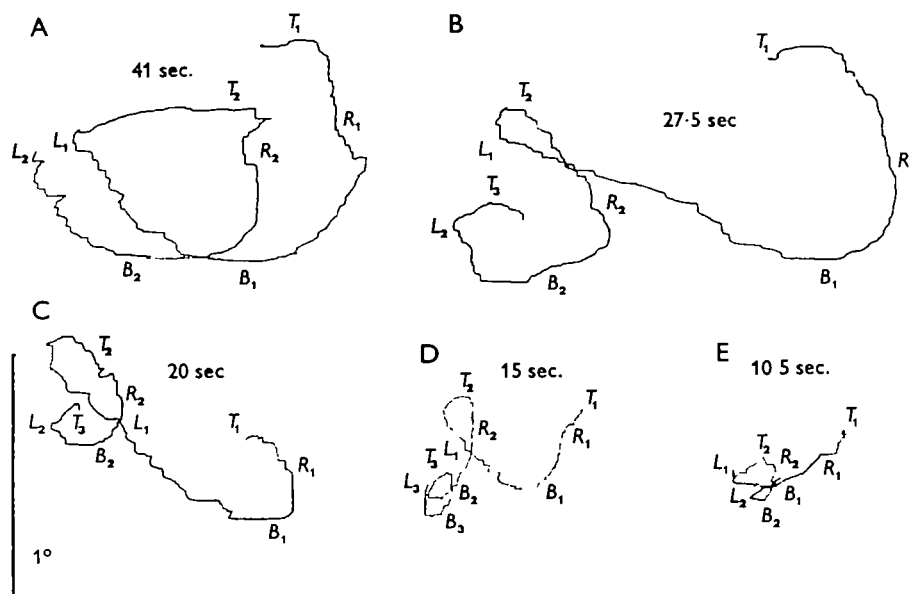 A
T₁
41 sec.
T₂
R₁
L₂
L₁
R₂
B₂
B₁
B
T₁
T₂
27·5 sec
L₁
R
T₃
R₂
L₂
B₂
B₁
C
T₂
20 sec
R₂
L₂
T₃
L₁
T₁
B₂
R₁
B₁
1°
D
15 sec.
T₂
T₁
R₂
R₁
L₁
T₃
L₃
B₂
B₁
B₃
E
10 5 sec.
T₁
T₂
L₁
R₂
R₁
L₂
B₁
B₂